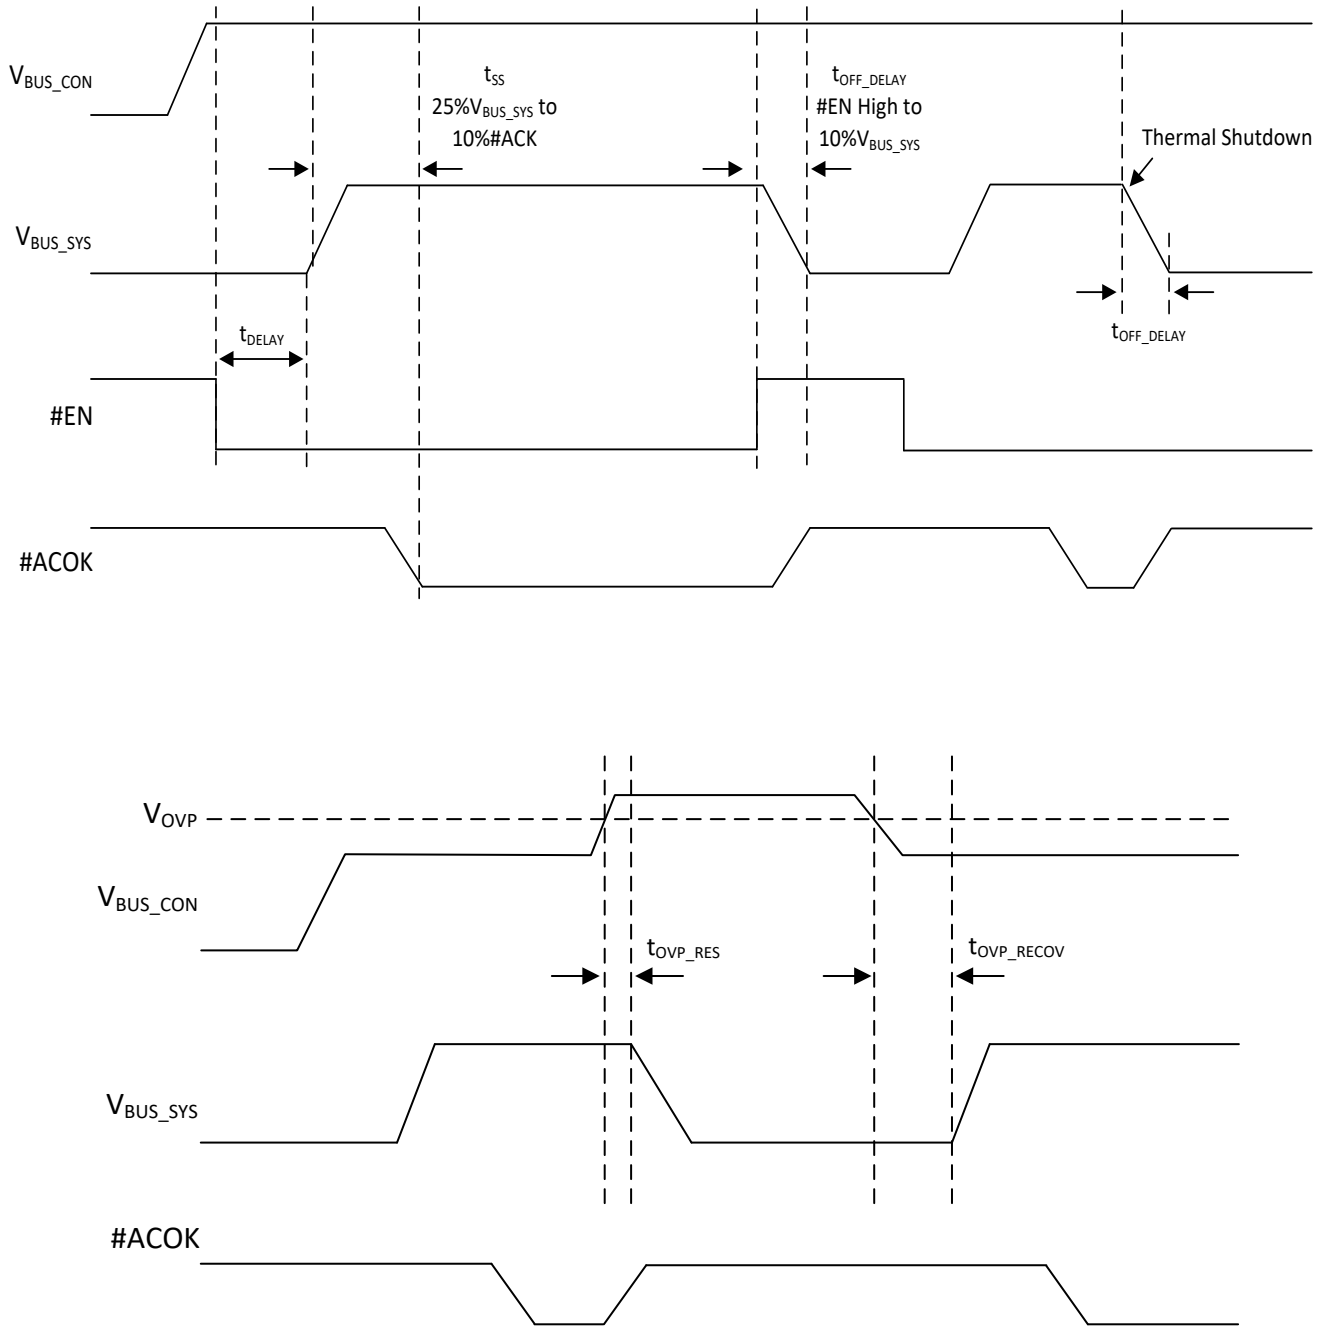 V_BUS_CON
t_SS
25%V_BUS_SYS to
10%#ACK
t_OFF_DELAY
#EN High to
10%V_BUS_SYS
Thermal Shutdown
V_BUS_SYS
t_DELAY
t_OFF_DELAY
#EN
#ACOK
V_OVP
V_BUS_CON
t_OVP_RES
t_OVP_RECOV
V_BUS_SYS
#ACOK